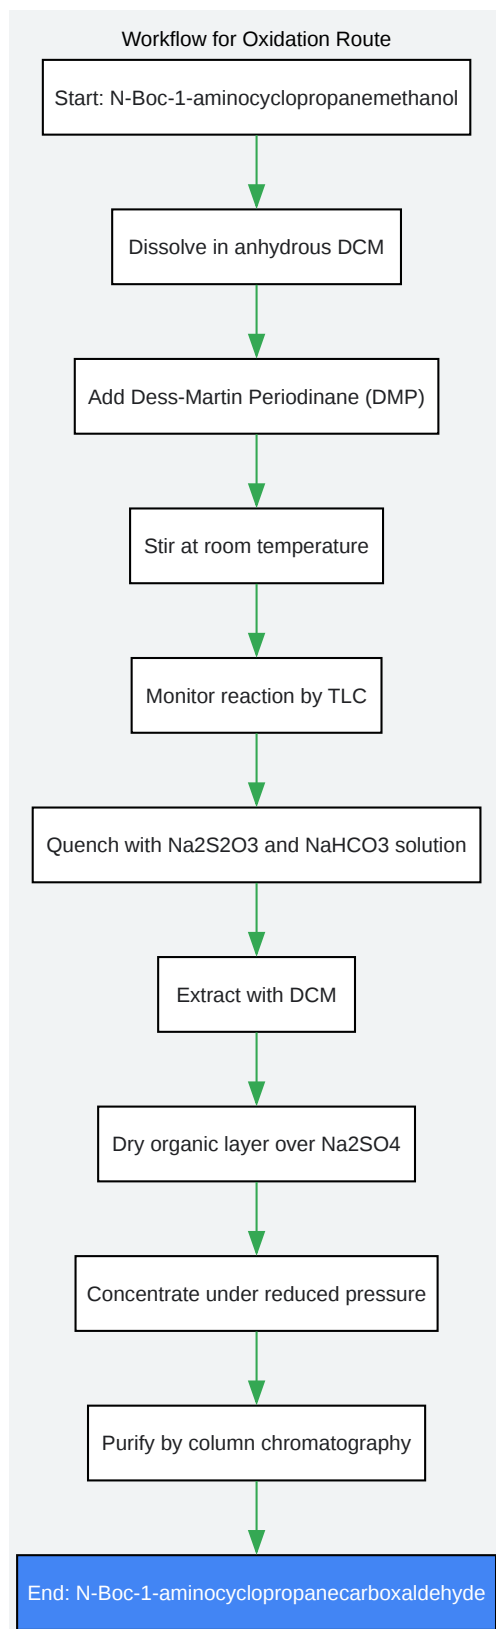 Workflow for Oxidation Route
Start: N-Boc-1-aminocyclopropanemethanol
Dissolve in anhydrous DCM
Add Dess-Martin Periodinane (DMP)
Stir at room temperature
Monitor reaction by TLC
Quench with Na2S2O3 and NaHCO3 solution
Extract with DCM
Dry organic layer over Na2SO4
Concentrate under reduced pressure
Purify by column chromatography
End: N-Boc-1-aminocyclopropanecarboxaldehyde